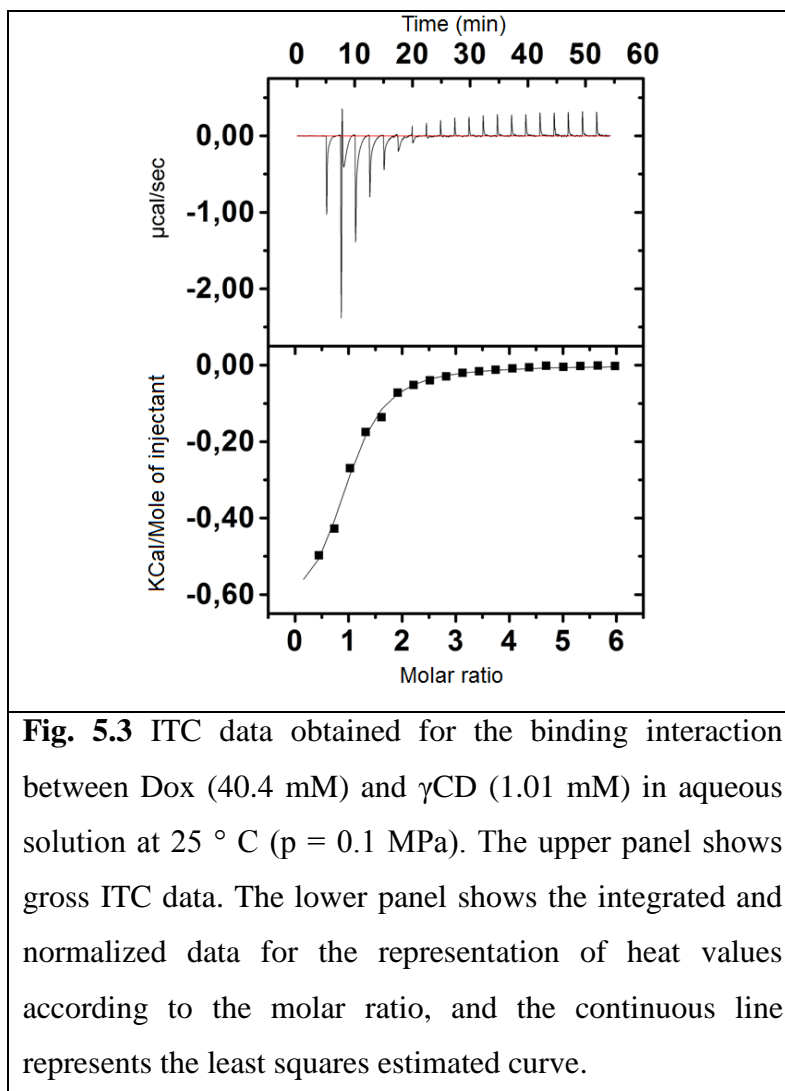 Time (min)
0 10 20 30 40 50 60
0,00
-1,00
-2,00
µcal/sec
0,00
-0,20
-0,40
-0,60
KCal/Mole of injectant
0 1 2 3 4 5 6
Molar ratio
Fig. 5.3 ITC data obtained for the binding interaction
between Dox (40.4 mM) and γCD (1.01 mM) in aqueous
solution at 25 ° C (p = 0.1 MPa). The upper panel shows
gross ITC data. The lower panel shows the integrated and
normalized data for the representation of heat values
according to the molar ratio, and the continuous line
represents the least squares estimated curve.